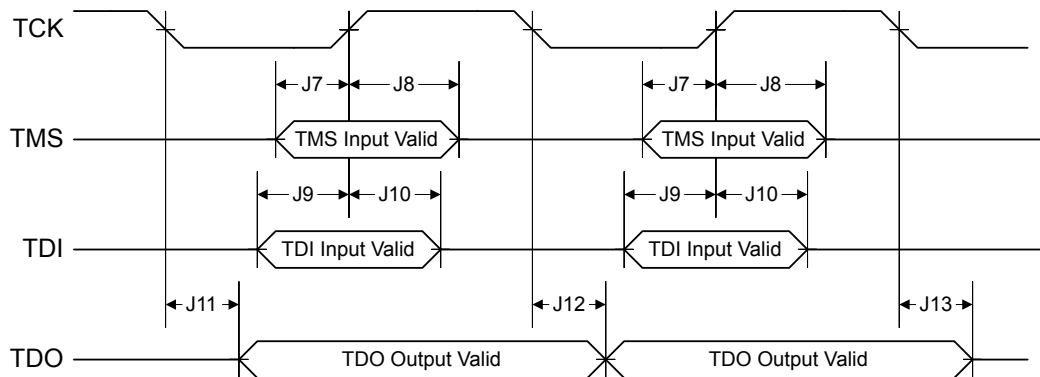 TCK
J7 J8 J7 J8
TMS TMS Input Valid TMS Input Valid
J9 J10 J9 J10
TDI TDI Input Valid TDI Input Valid
J11 J12 J13
TDO TDO Output Valid TDO Output Valid